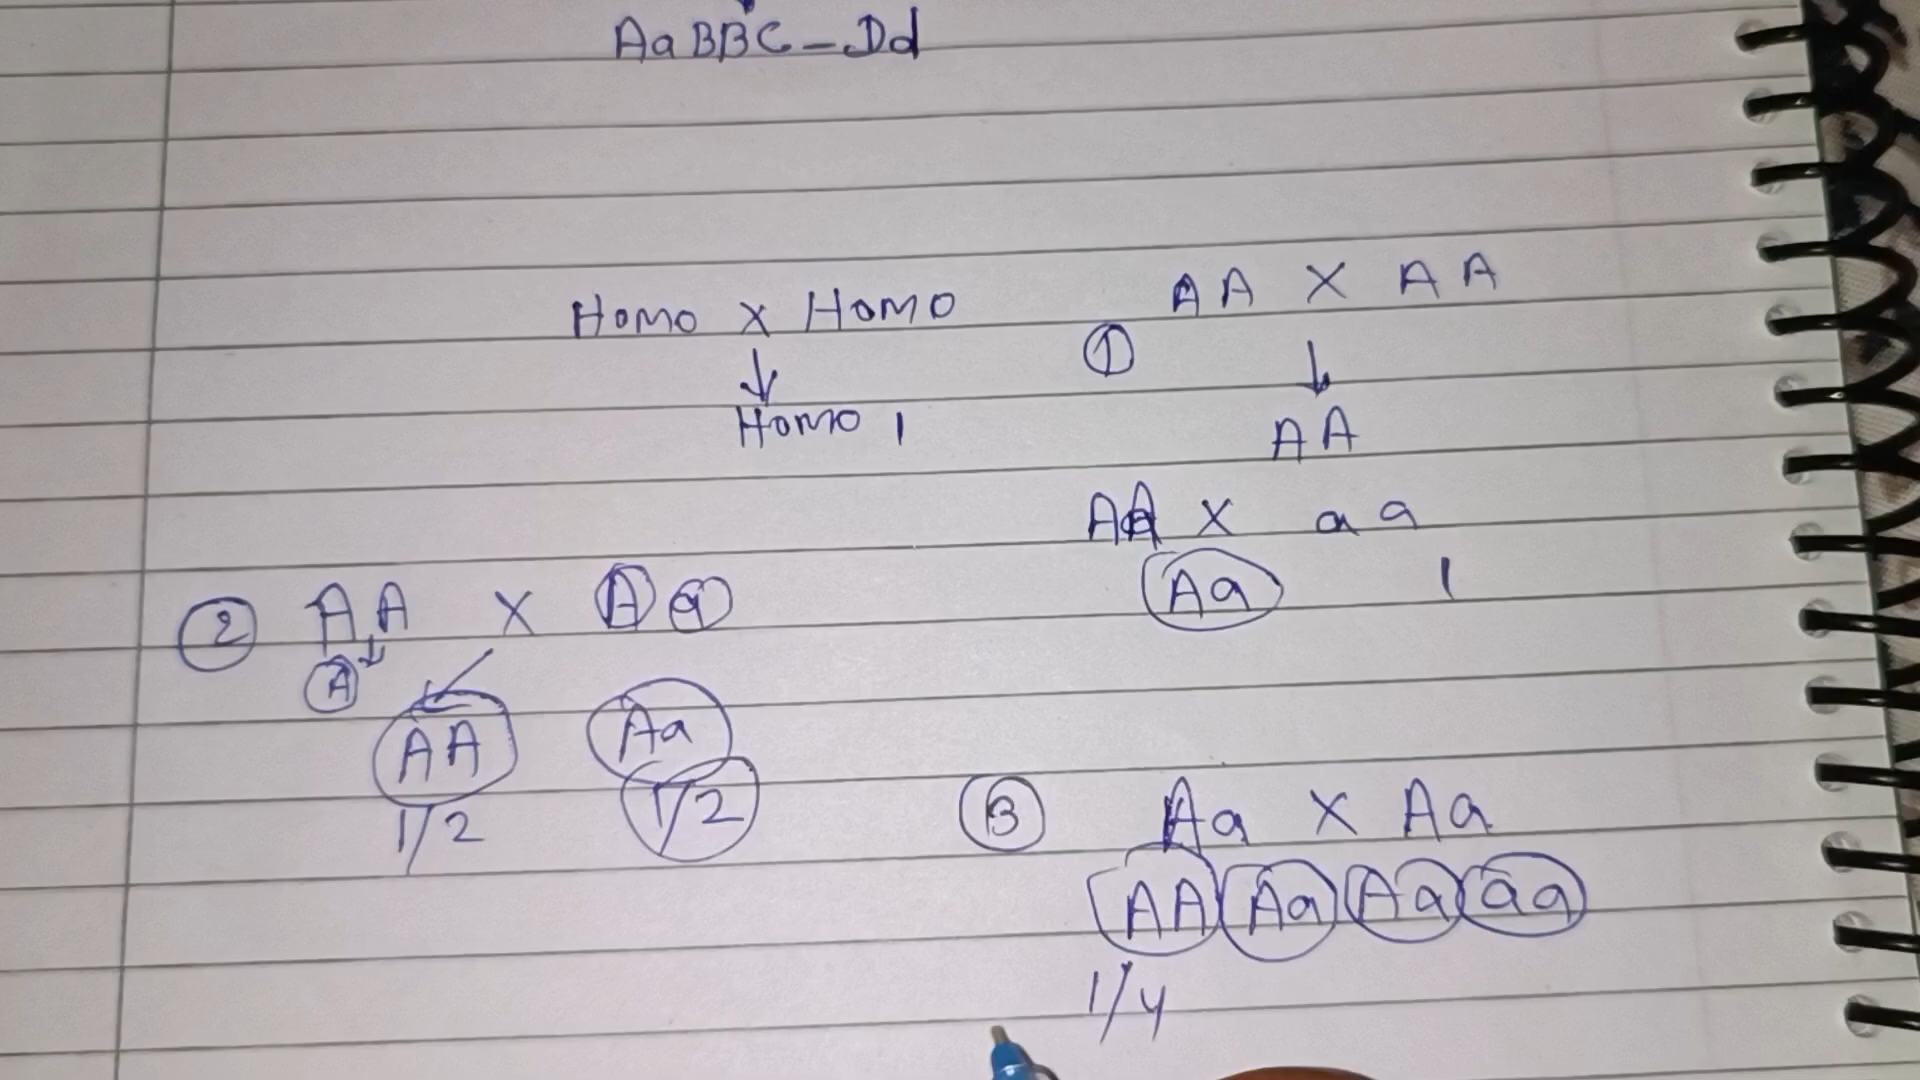 AaBBC-Dd
Homo x Homo
Homo 1
1 AA X AA
AA
AA X aa
Aa 1
2 AA X Aa
A
AA Aa
1/2 1/2
3 Aa X Aa
AA Aa Aa aa
1/4